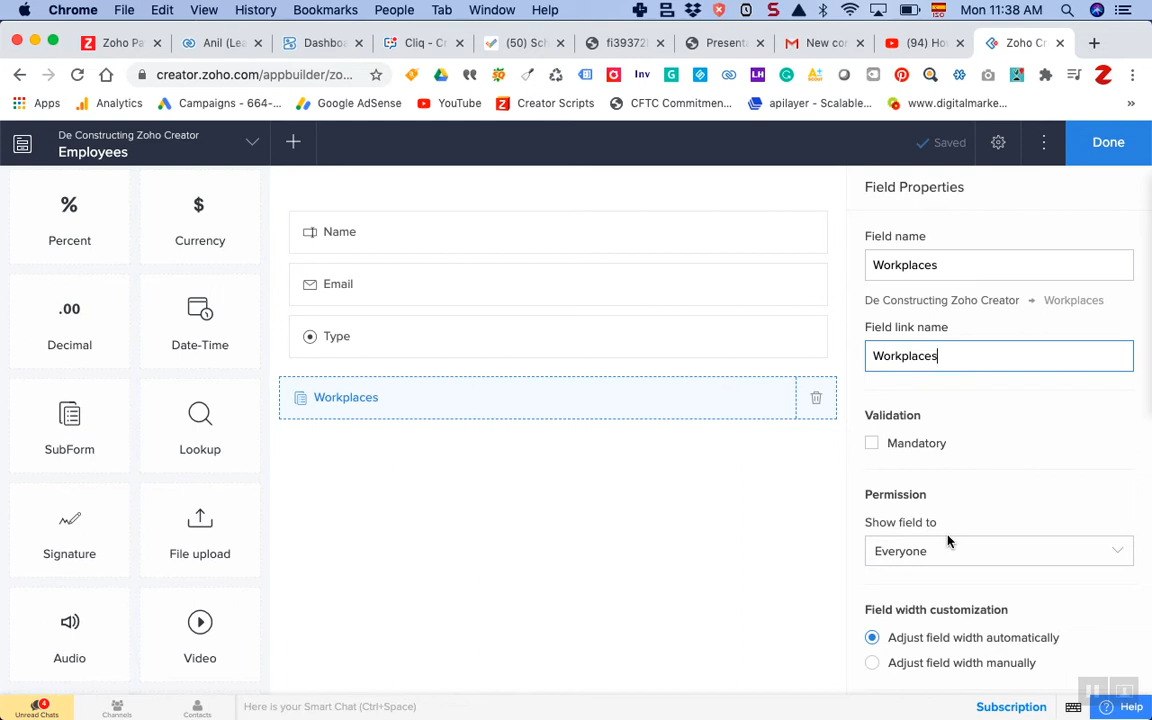 Chrome File Edit View History Bookmarks People Tab Window Help Mon 11:38 AM
Zoho Pa Anil (Lea Dashboa Cliq - C (50) Sch fi39372 Presenta New co (94) Ho Zoho Cr
creator.zoho.com/appbuilder/zo...
Apps Analytics Campaigns - 664-... Google AdSense YouTube Creator Scripts CFTC Commitmen... apilayer - Scalable... www.digitalmarke... »
De Constructing Zoho Creator
Employees
Saved
Done
Percent
Currency
.00
Decimal
Date-Time
SubForm
Lookup
Signature
File upload
Audio
Video
Name
Email
Type
Workplaces
Field Properties
Field name
Workplaces
De Constructing Zoho Creator → Workplaces
Field link name
Workplaces
Validation
Mandatory
Permission
Show field to
Everyone
Field width customization
Adjust field width automatically
Adjust field width manually
4
Unread Chats
Channels
Contacts
Here is your Smart Chat (Ctrl+Space)
Subscription
Help